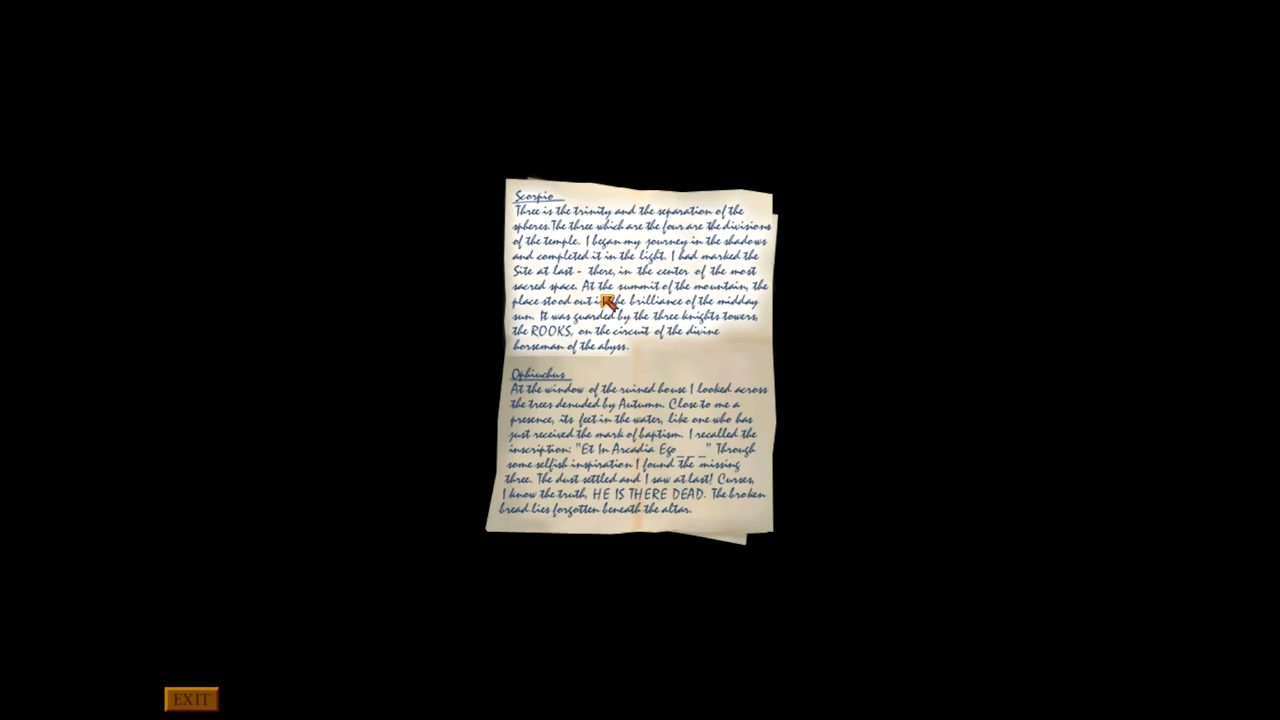 Scorpio
Three is the trinity and the separation of the
spheres. The three which are the four are the divisions
of the temple. I began my journey in the shadows
and completed it in the light. I had marked the
Site at last - there, in the center of the most
sacred space. At the summit of the mountain, the
place stood out the brilliance of the midday
sun. It was guarded by the three knights towers,
the ROOKS, on the circuit of the divine
horseman of the abyss.
Ophiuchus
At the window of the ruined house I looked across
the trees denuded by Autumn. Close to me a
presence, its feet in the water, like one who has
just received the mark of baptism. I recalled the
inscription: "Et In Arcadia Ego_ _ _" Through
some selfish inspiration I found the missing
three. The dust settled and I saw at last! Curses,
I know the truth, HE IS THERE DEAD. The broken
bread lies forgotten beneath the altar.
EXIT